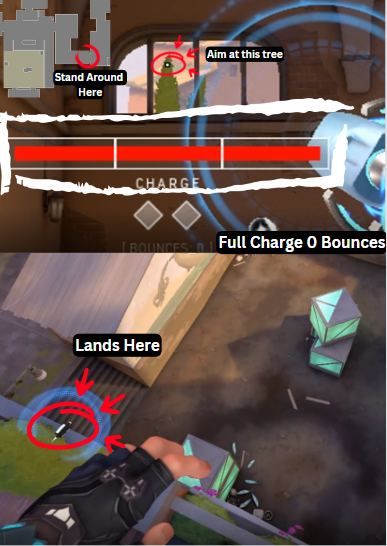 Aim at this tree
Stand Around
Here
CHARGE
[ BOUNCES: 0 ]
Full Charge 0 Bounces
Lands Here